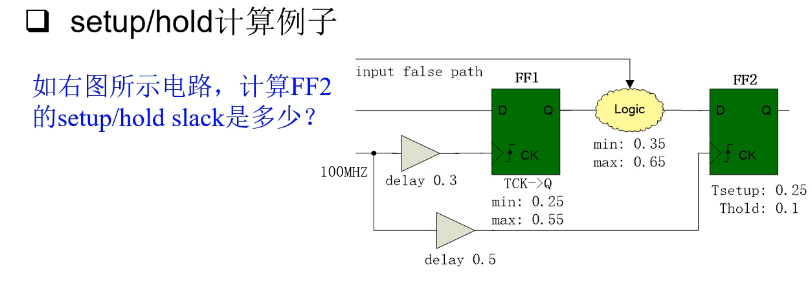 setup/hold计算例子
如右图所示电路，计算FF2
的setup/hold slack是多少？
input false path
FF1
FF2
D
Q
Logic
D
Q
CK
CK
min: 0.35
max: 0.65
100MHZ
delay 0.3
TCK->Q
min: 0.25
max: 0.55
Tsetup: 0.25
Thold: 0.1
delay 0.5